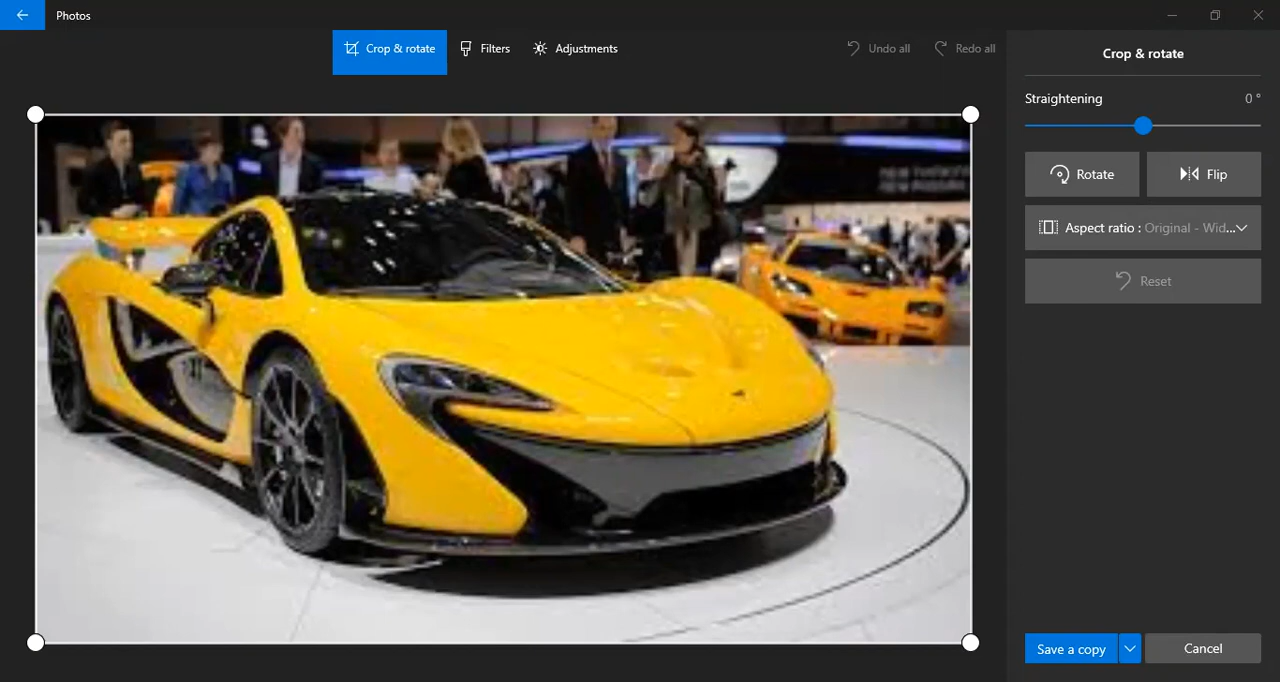 Photos
Crop & rotate
Filters
Adjustments
Undo all
Redo all
Crop & rotate
Straightening
0 °
Rotate
Flip
Aspect ratio : Original - Wid...
Reset
Save a copy
Cancel